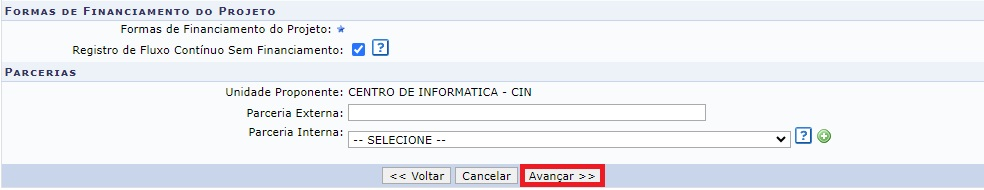 Formas de Financiamento do Projeto
Formas de Financiamento do Projeto:
Registro de Fluxo Contínuo Sem Financiamento: ?
Parcerias
Unidade Proponente: CENTRO DE INFORMATICA - CIN
Parceria Externa:
Parceria Interna: -- SELECIONE -- ?
<< Voltar Cancelar Avançar >>